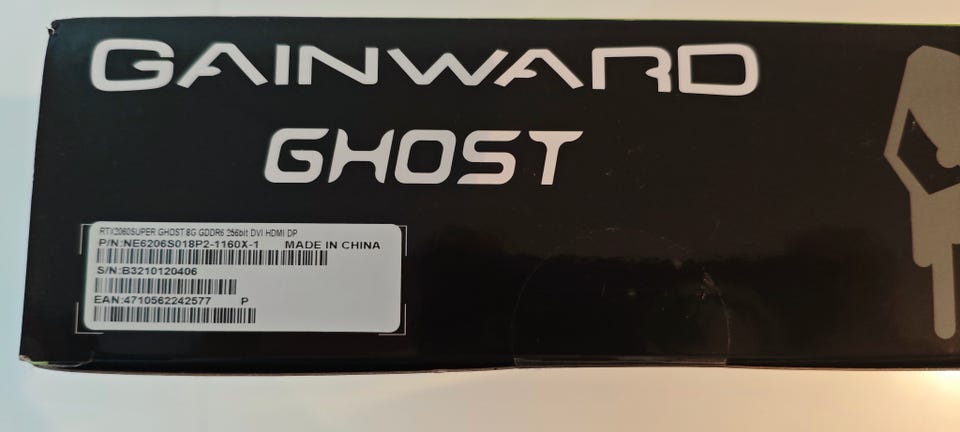 GAINWARD
GHOST
RTX2060SUPER GHOST 8G GDDR6 256bit DVI HDMI DP
P/N:NE6206S018P2-1160X-1 MADE IN CHINA
S/N:B3210120406
EAN:4710562242577 P